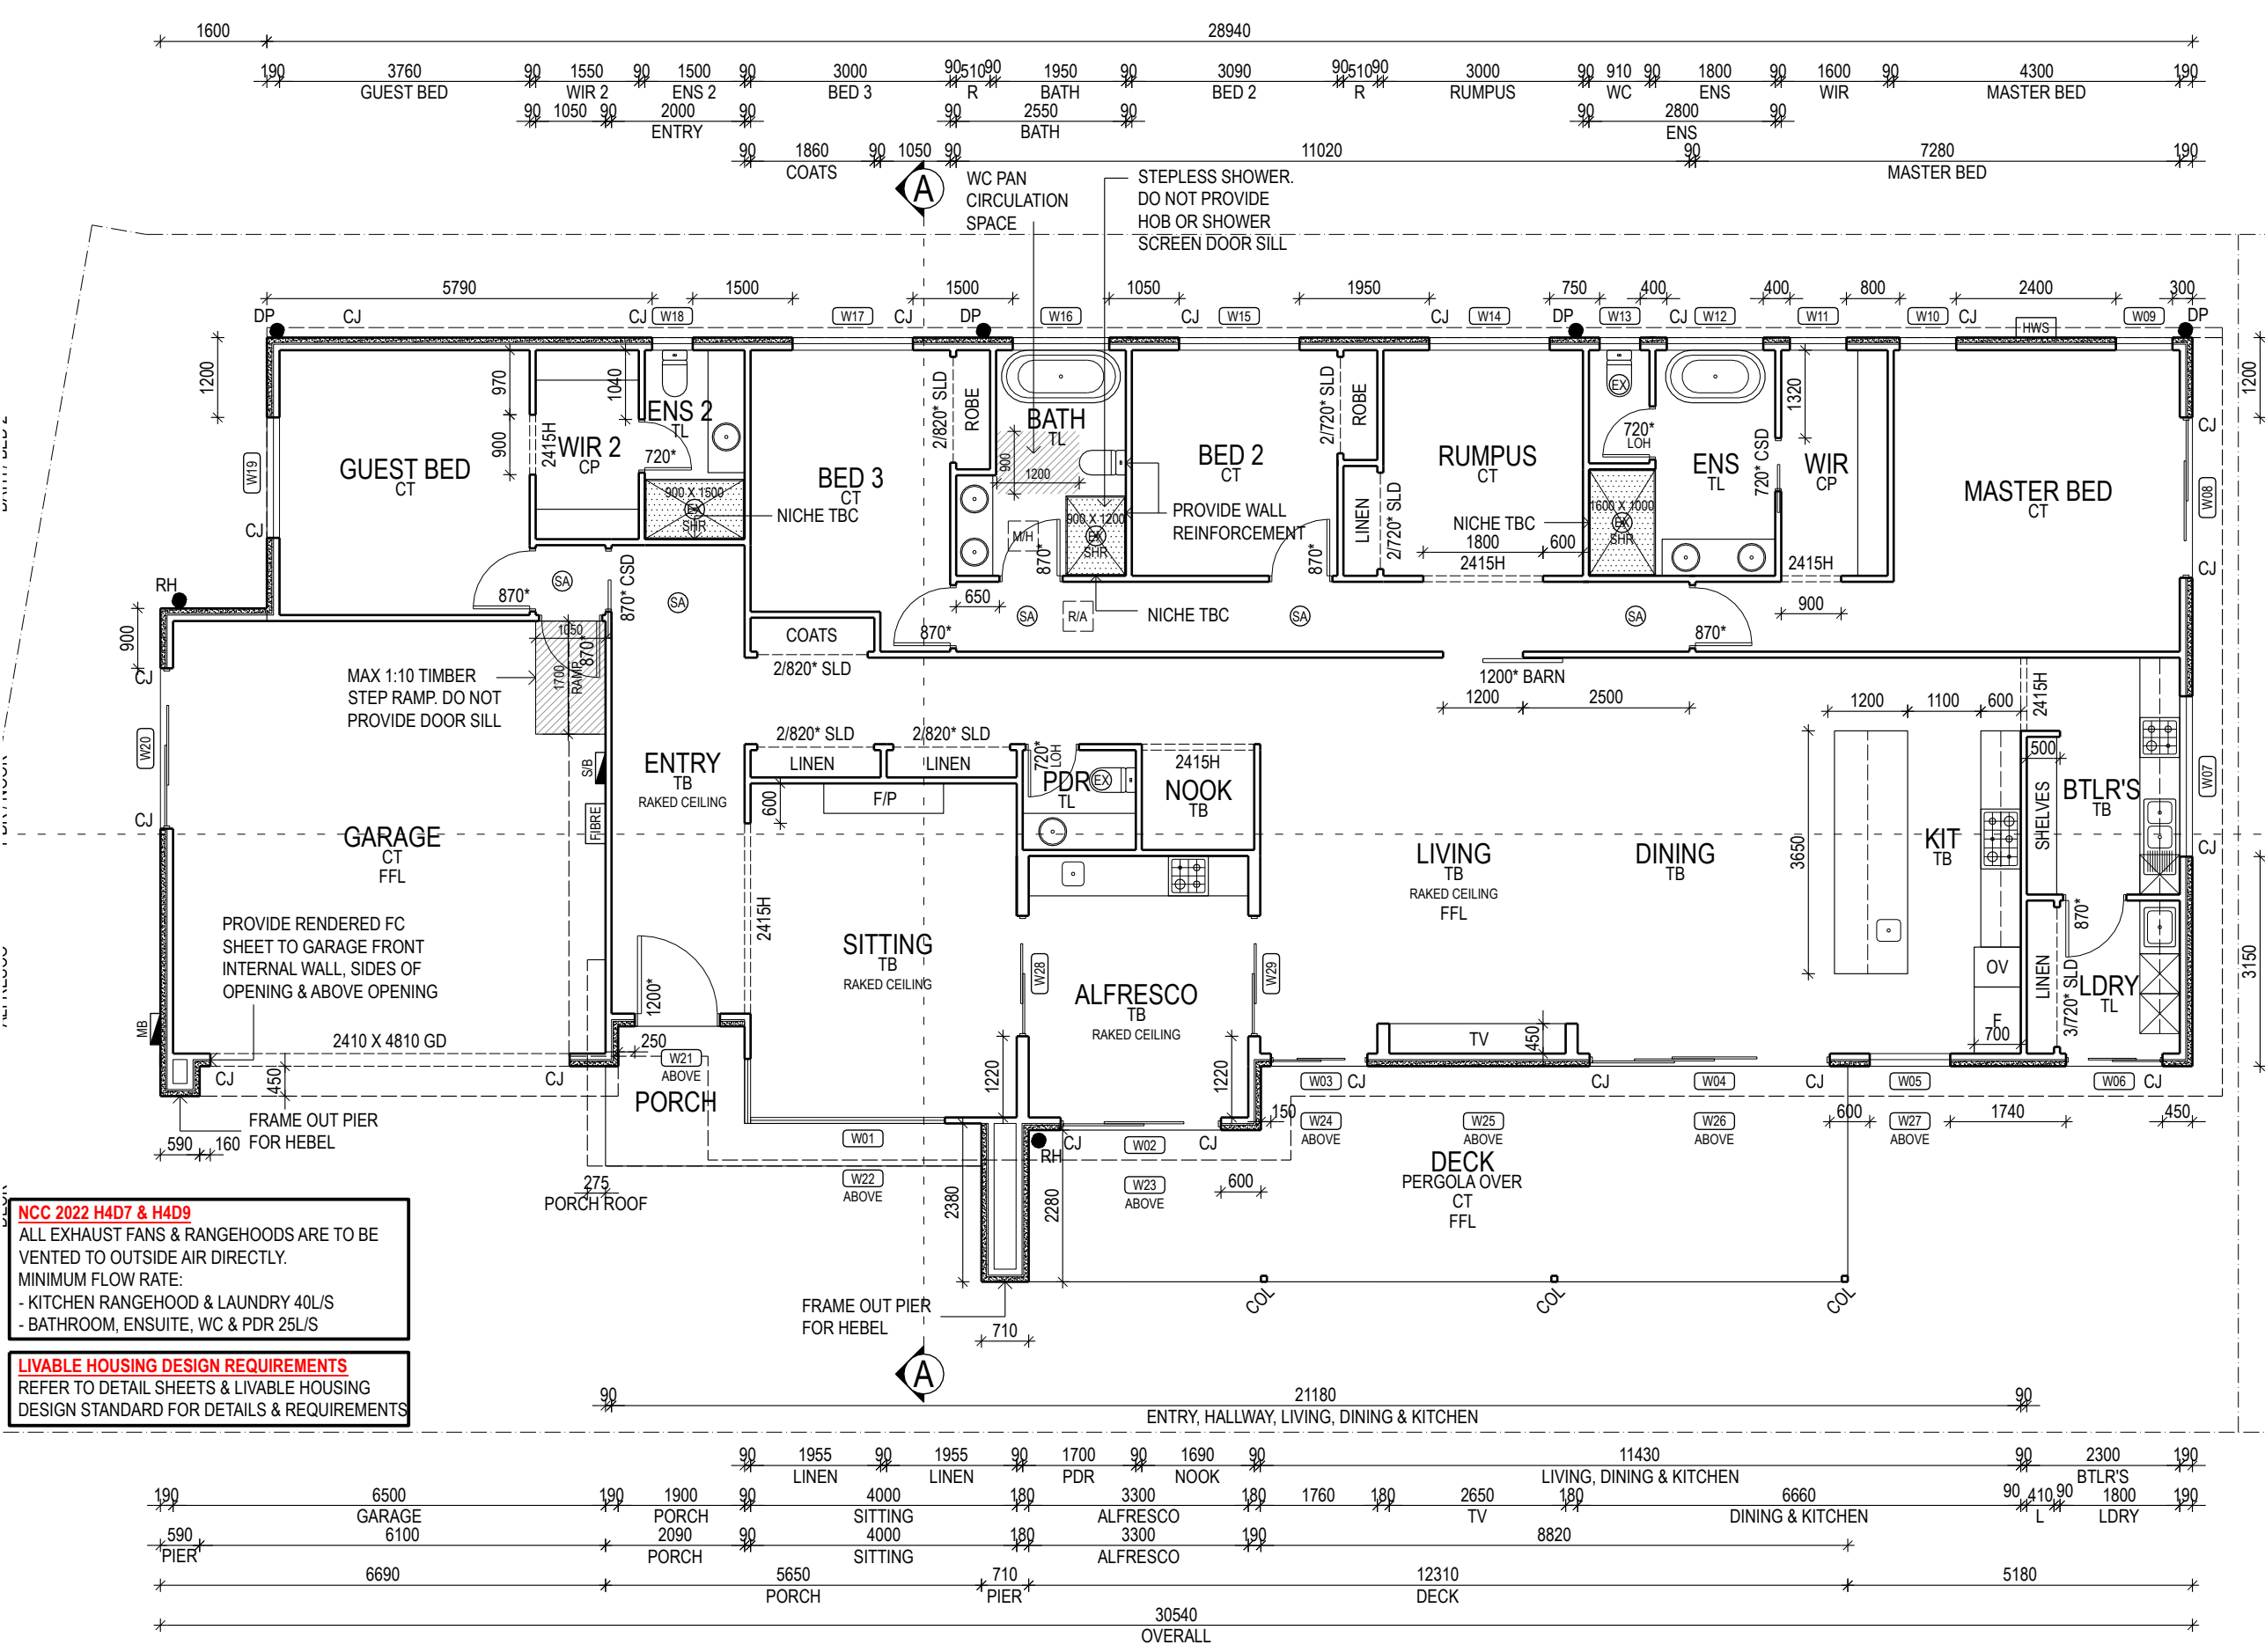 1600 28940
190 3760 90 1550 90 1500 90 3000 90 510 90 1950 90 3090 90 510 90 3000 90 910 90 1800 90 1600 90 4300 190
GUEST BED WIR 2 ENS 2 BED 3 R BATH BED 2 R RUMPUS WC ENS WIR MASTER BED
90 1050 90 2000 90 90 2550 90 90 2800 90
ENTRY BATH ENS
90 1860 90 1050 90 11020 90 7280 190
COATS MASTER BED
A
WC PAN
CIRCULATION
SPACE
STEPLESS SHOWER.
DO NOT PROVIDE
HOB OR SHOWER
SCREEN DOOR SILL
5790 1500 1500 1050 1950 750 400 400 800 2400 300
DP CJ CJ W18 W17 CJ DP W16 CJ W15 CJ W14 DP W13 CJ W12 W11 W10 CJ HWS W09 DP
1200
W19
CJ
GUEST BED
CT
970
900
2415H
WIR 2
CP
1040
ENS 2
TL
720*
900 X 1500
EX
SHR
NICHE TBC
BED 3
CT
2/820* SLD
ROBE
BATH
TL
900
1200
900 X 1200
EX
SHR
M/H
870*
BED 2
CT
PROVIDE WALL
REINFORCEMENT
870*
2/720* SLD
ROBE
LINEN
2/720* SLD
RUMPUS
CT
NICHE TBC
1800 600
2415H
EX
720*
LOH
1600 X 1000
EX
SHR
ENS
TL
720* CSD
1320
WIR
CP
2415H
900
MASTER BED
CT
1200
CJ
W08
CJ
RH
870*
SA
870* CSD
SA
650
SA
R/A
NICHE TBC
SA
SA
900
1050
870*
1700
RAMP
COATS
2/820* SLD
870*
870*
CJ
MAX 1:10 TIMBER
STEP RAMP. DO NOT
PROVIDE DOOR SILL
1200* BARN
1200 2500
1200 1100 600
2415H
W20
CJ
S/B
FIBRE
ENTRY
TB
RAKED CEILING
2/820* SLD 2/820* SLD
LINEN LINEN
600
F/P
720*
LOH
PDR
TL
EX
2415H
NOOK
TB
500
SHELVES
BTLR'S
TB
W07
CJ
GARAGE
CT
FFL
3650
KIT
TB
LIVING
TB
RAKED CEILING
FFL
DINING
TB
PROVIDE RENDERED FC
SHEET TO GARAGE FRONT
INTERNAL WALL, SIDES OF
OPENING & ABOVE OPENING
2415H
SITTING
TB
RAKED CEILING
W28
ALFRESCO
TB
RAKED CEILING
W29
OV
F
700
LINEN
3/720* SLD
870*
LDRY
TL
3150
MB
2410 X 4810 GD
1200*
250
W21
ABOVE
TV
450
CJ
450
CJ
PORCH
1220
1220
W03 CJ CJ W04 CJ W05 W06 CJ
150
W24
ABOVE
W25
ABOVE
W26
ABOVE
600
W27
ABOVE
1740
450
FRAME OUT PIER
FOR HEBEL
590 160
W01
CJ W02 CJ
RH
DECK
PERGOLA OVER
CT
FFL
W22
ABOVE
W23
ABOVE
600
275
PORCH ROOF
2380
2280
COL COL COL
NCC 2022 H4D7 & H4D9
ALL EXHAUST FANS & RANGEHOODS ARE TO BE
VENTED TO OUTSIDE AIR DIRECTLY.
MINIMUM FLOW RATE:
- KITCHEN RANGEHOOD & LAUNDRY 40L/S
- BATHROOM, ENSUITE, WC & PDR 25L/S
FRAME OUT PIER
FOR HEBEL
710
LIVABLE HOUSING DESIGN REQUIREMENTS
REFER TO DETAIL SHEETS & LIVABLE HOUSING
DESIGN STANDARD FOR DETAILS & REQUIREMENTS
A
90 21180 90
ENTRY, HALLWAY, LIVING, DINING & KITCHEN
90 1955 90 1955 90 1700 90 1690 90 11430 90 2300 190
LINEN LINEN PDR NOOK LIVING, DINING & KITCHEN BTLR'S
190 6500 190 1900 90 4000 180 3300 180 1760 180 2650 180 6660 90 410 90 1800 190
GARAGE PORCH SITTING ALFRESCO TV DINING & KITCHEN L LDRY
590 6100 2090 90 4000 180 3300 190 8820
PIER PORCH SITTING ALFRESCO
6690 5650 710 12310 5180
PORCH PIER DECK
30540
OVERALL